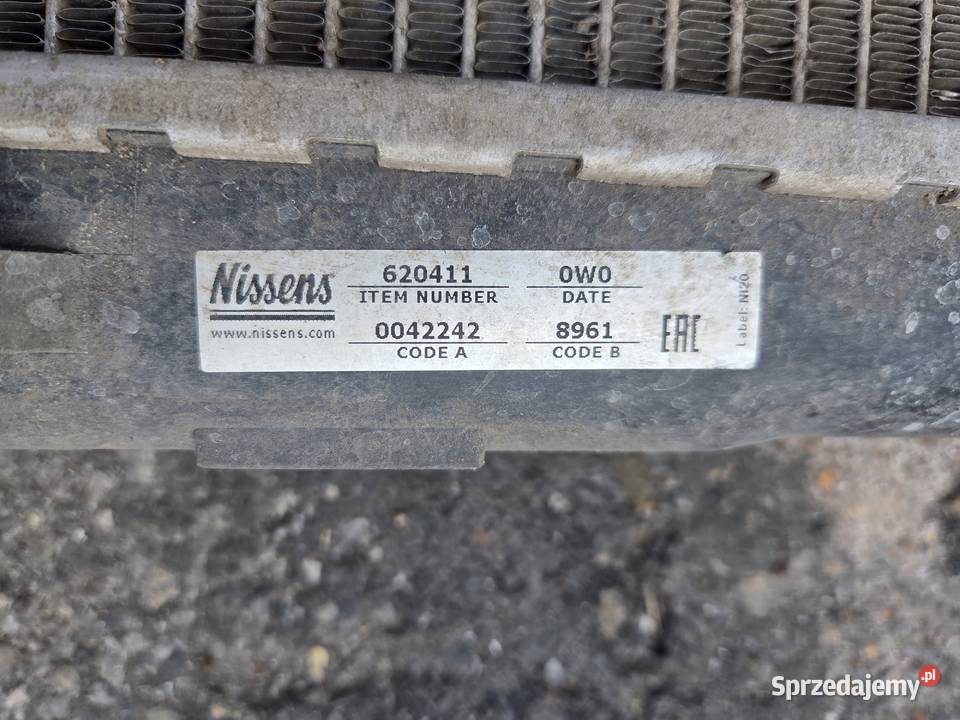 Nissens
www.nissens.com
620411
ITEM NUMBER
0W0
DATE
0042242
CODE A
8961
CODE B
EAC
Label: NI20
Sprzedajemy.pl